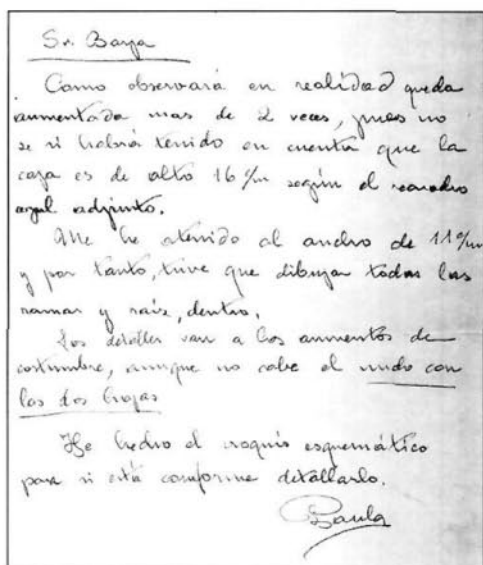 Sr. Baya
Como observará en realidad queda
aumentada mas de 2 veces, pues no
se si habrá tenido en cuenta que la
caja es de alto 16 c/m según el recuadro
azul adjunto.
Me he atenido al ancho de 11 c/m
y por tanto, tuve que dibujar todas las
ramas y raíz, dentro.
Los detalles van a los aumentos de
costumbre, aunque no cabe el nudo con
las dos hojas
He hecho el croquis esquemático
para si está conforme detallarlo.
Paula